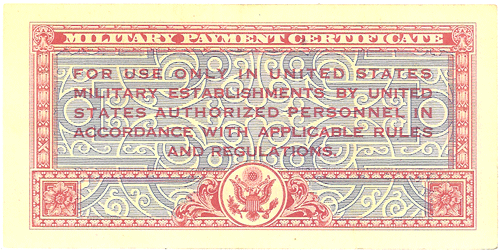 MILITARY PAYMENT CERTIFICATE
FOR USE ONLY IN UNITED STATES
MILITARY ESTABLISHMENTS BY UNITED
STATES AUTHORIZED PERSONNEL IN
ACCORDANCE WITH APPLICABLE RULES
AND REGULATIONS.